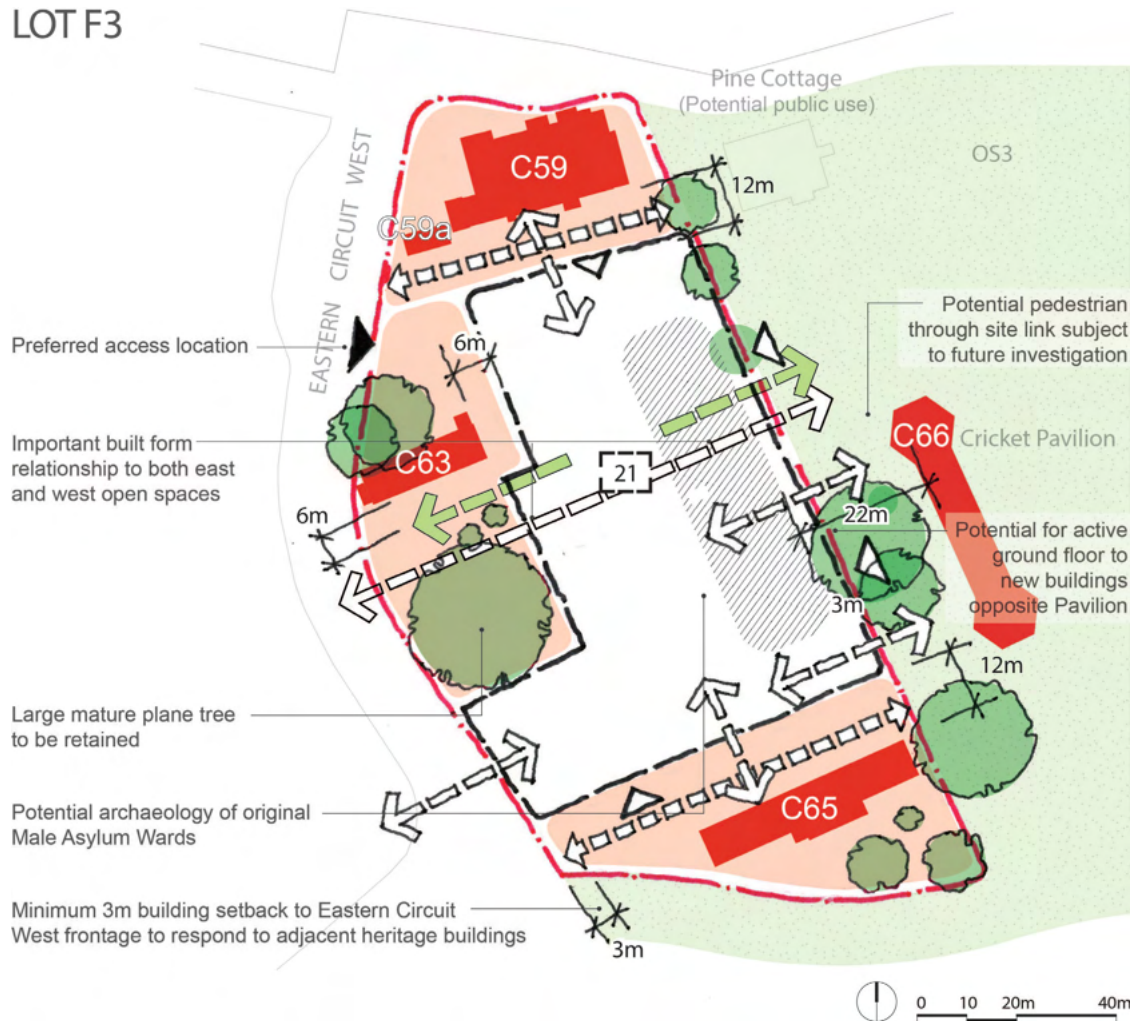 LOT F3
Pine Cottage
(Potential public use)
OS3
EASTERN CIRCUIT WEST
C59
C59a
12m
Preferred access location
6m
Potential pedestrian
through site link subject
to future investigation
Important built form
relationship to both east
and west open spaces
C63
21
C66
Cricket Pavilion
6m
22m
Potential for active
ground floor to
new buildings
opposite Pavilion
3m
12m
Large mature plane tree
to be retained
Potential archaeology of original
Male Asylum Wards
C65
Minimum 3m building setback to Eastern Circuit
West frontage to respond to adjacent heritage buildings
3m
0 10 20m 40m